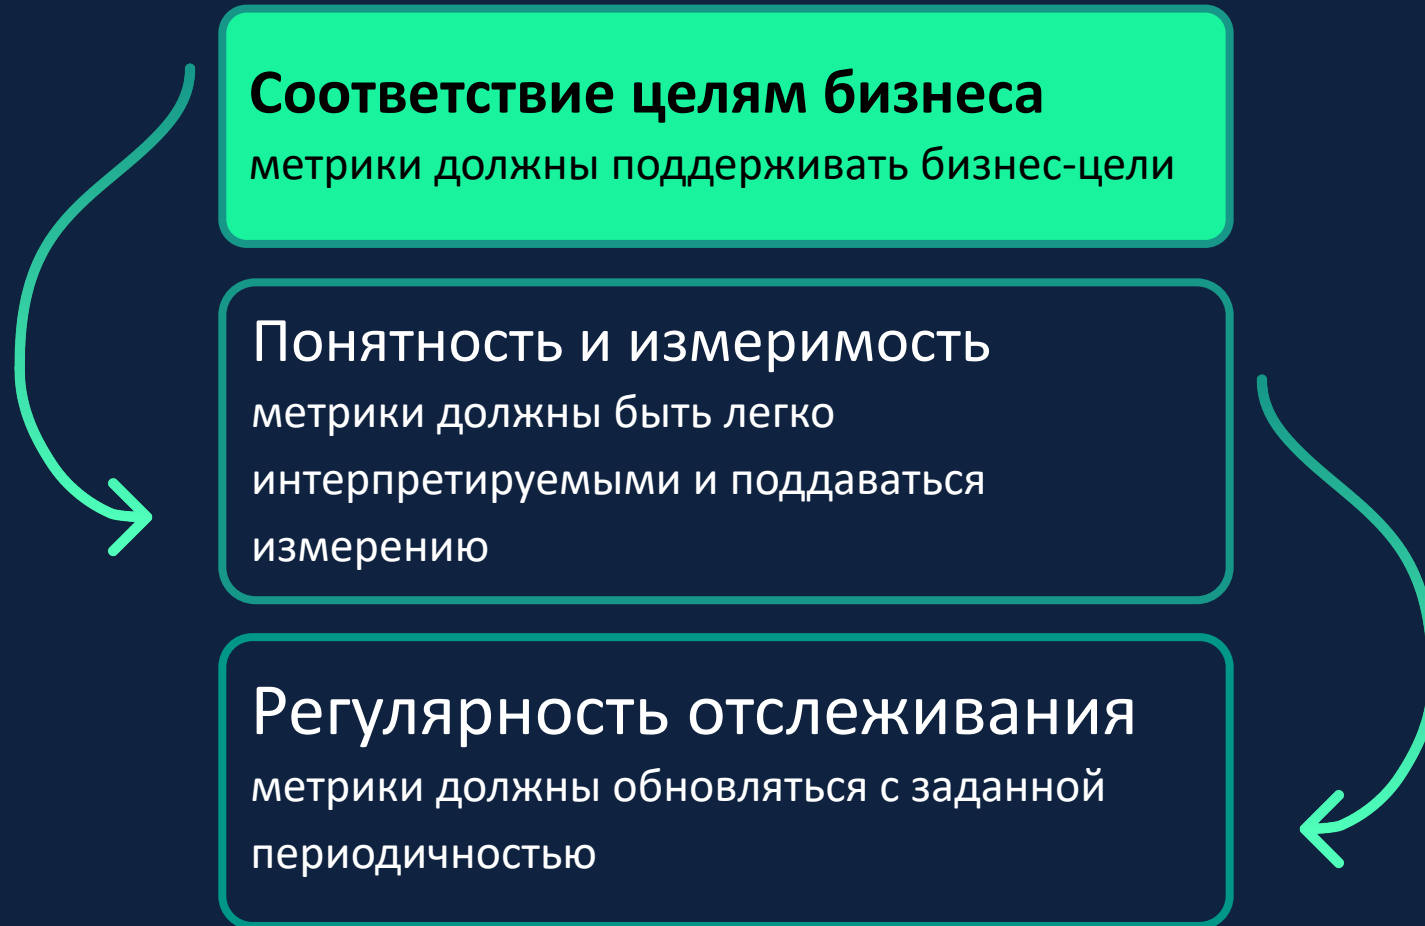 Соответствие целям бизнеса
метрики должны поддерживать бизнес-цели
Понятность и измеримость
метрики должны быть легко
интерпретируемыми и поддаваться
измерению
Регулярность отслеживания
метрики должны обновляться с заданной
периодичностью